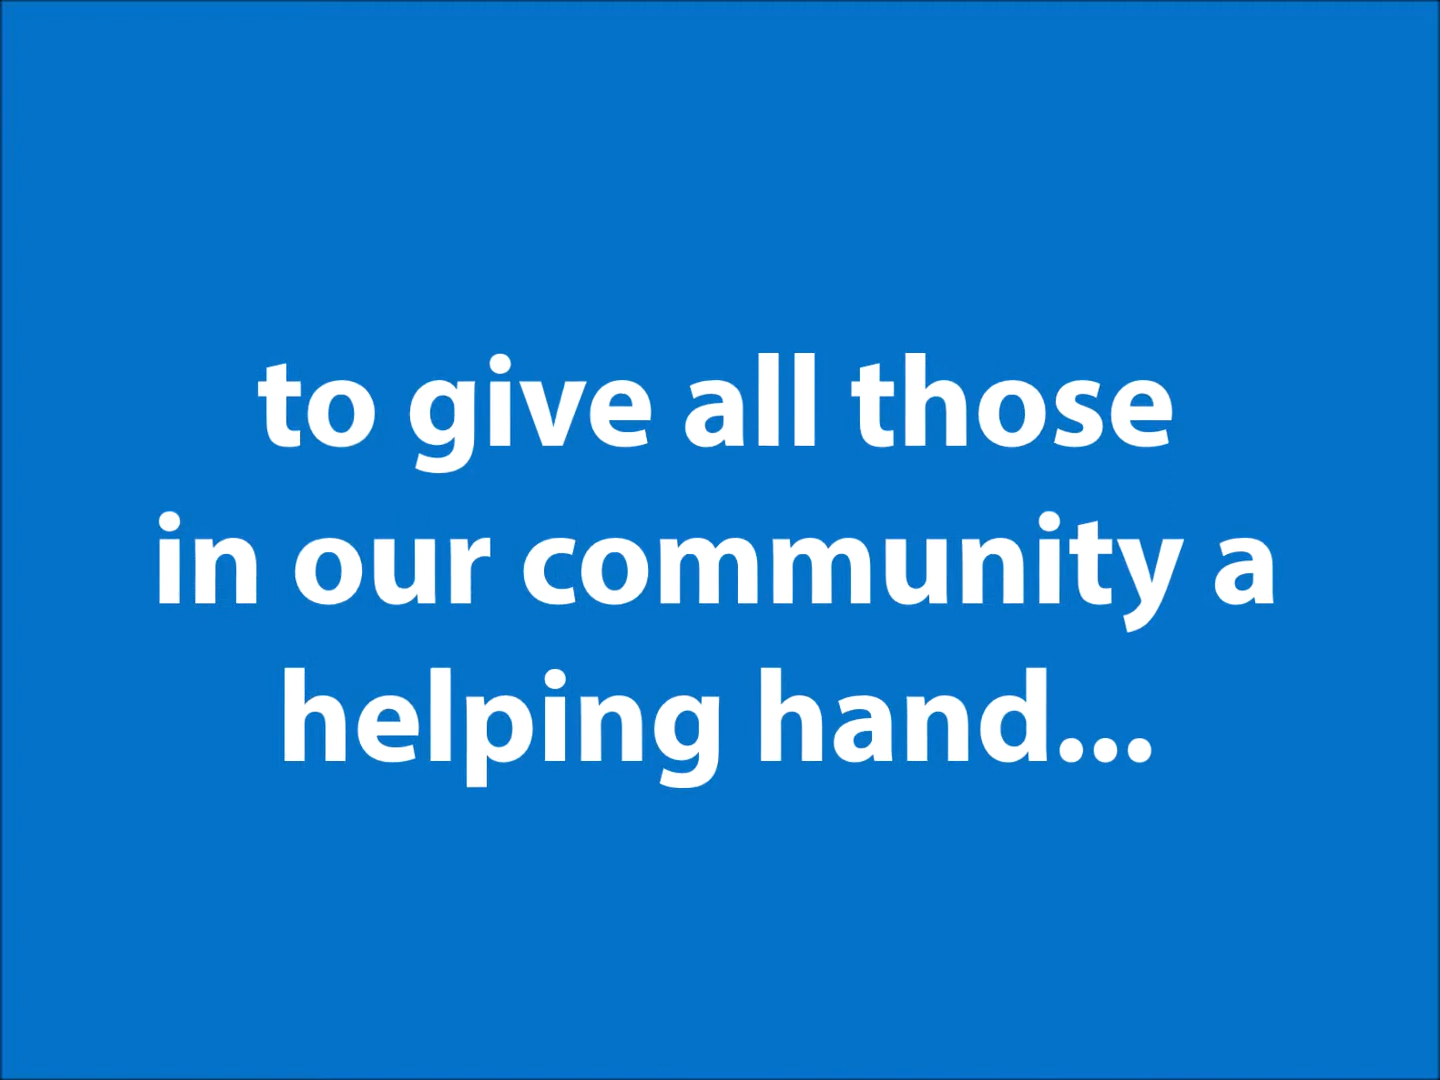 to give all those
in our community a
helping hand...